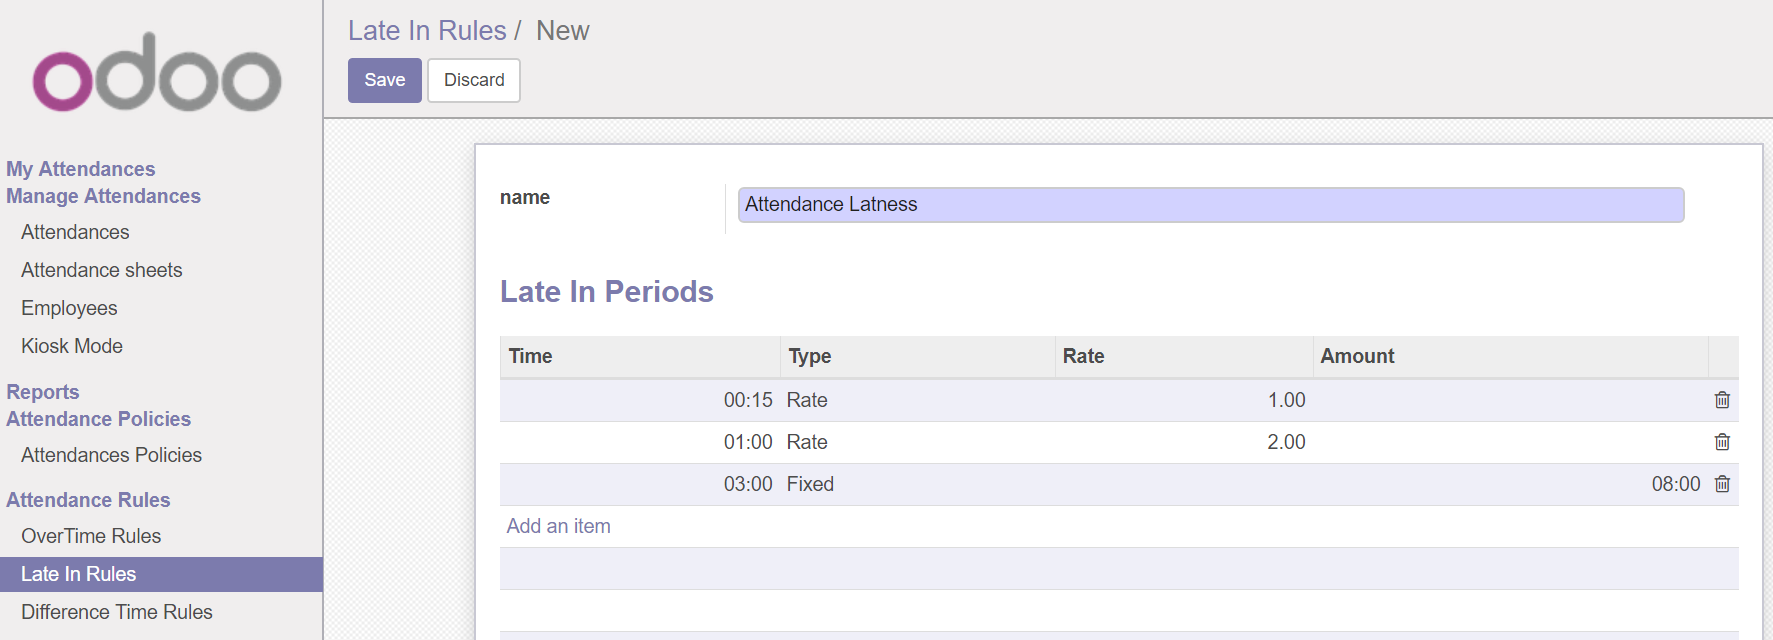 odoo
My Attendances
Manage Attendances
Attendances
Attendance sheets
Employees
Kiosk Mode
Reports
Attendance Policies
Attendances Policies
Attendance Rules
OverTime Rules
Late In Rules
Difference Time Rules
Late In Rules / New
Save Discard
name Attendance Latness
Late In Periods
Time Type Rate Amount
00:15 Rate 1.00
01:00 Rate 2.00
03:00 Fixed 08:00
Add an item